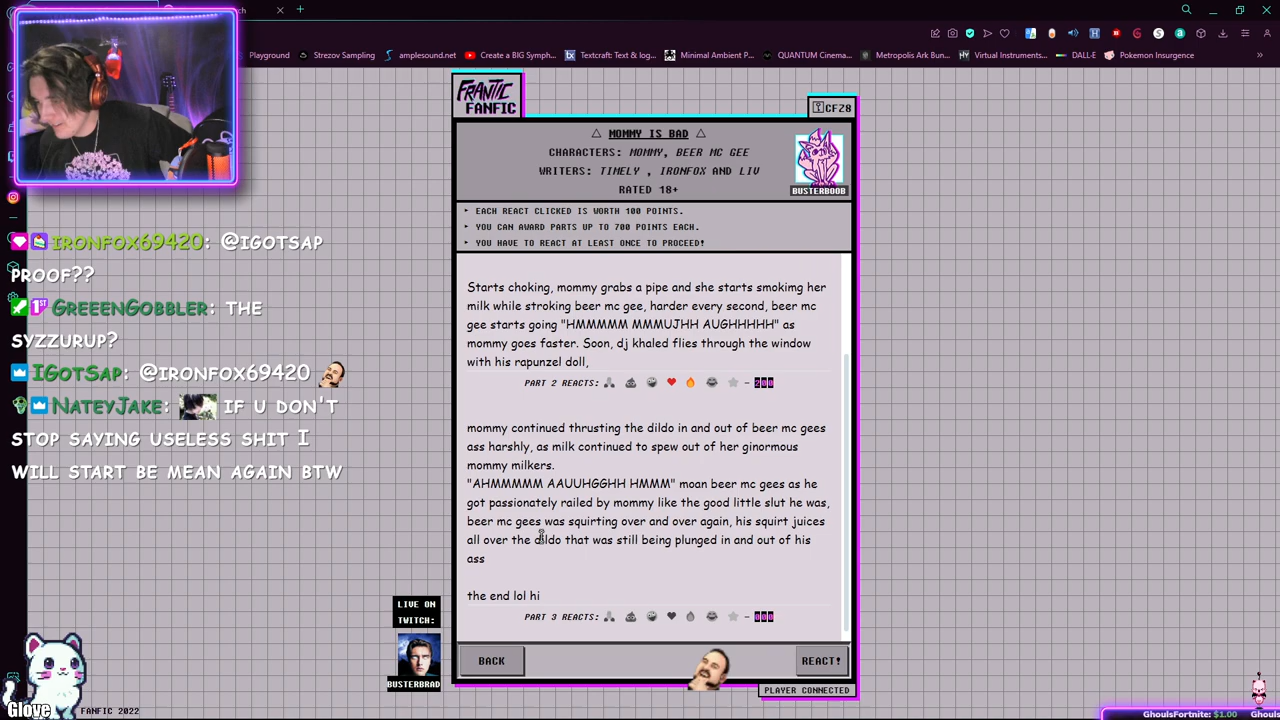 Playground
Strezov Sampling
amplesound.net
Create a BIG Symph...
Textcraft: Text & log...
Minimal Ambient P...
QUANTUM Cinema...
Metropolis Ark Bun...
Virtual Instruments...
DALL-E
Pokemon Insurgence
FRANTIC
FANFIC
CFZ8
MOMMY IS BAD
CHARACTERS: MOMMY, BEER MC GEE
WRITERS: TIMELY , IRONFOX AND LIV
RATED 18+
BUSTERBOOB
EACH REACT CLICKED IS WORTH 100 POINTS.
YOU CAN AWARD PARTS UP TO 700 POINTS EACH.
YOU HAVE TO REACT AT LEAST ONCE TO PROCEED!
IRONFOX69420: @IGOTSAP
PROOF??
GREEENGOBBLER: THE
SYZZURUP?
IGOTSAP: @IRONFOX69420
NATEYJAKE: IF U DON'T
STOP SAYING USELESS SHIT I
WILL START BE MEAN AGAIN BTW
Starts choking, mommy grabs a pipe and she starts smoking her
milk while stroking beer mc gee, harder every second, beer mc
gee starts going "HMMMMM MMMUJHH AUGHHHHH" as
mommy goes faster. Soon, dj khaled flies through the window
with his rapunzel doll,
PART 2 REACTS: - 200
mommy continued thrusting the dildo in and out of beer mc gees
ass harshly, as milk continued to spew out of her ginormous
mommy milkers.
"AHMMMMM AAUUHGGHH HMMM" moan beer mc gees as he
got passionately railed by mommy like the good little slut he was,
beer mc gees was squirting over and over again, his squirt juices
all over the dildo that was still being plunged in and out of his
ass
the end lol hi
PART 3 REACTS: - 000
LIVE ON
TWITCH:
BUSTERBRAD
BACK
REACT!
PLAYER CONNECTED
Glove
FANFIC 2022
GhoulsFortnite: $1.00
Ghouls